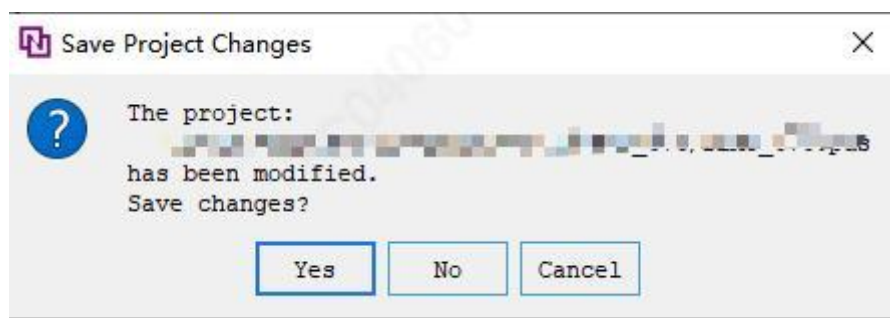 Save Project Changes
The project:
has been modified.
Save changes?
Yes
No
Cancel